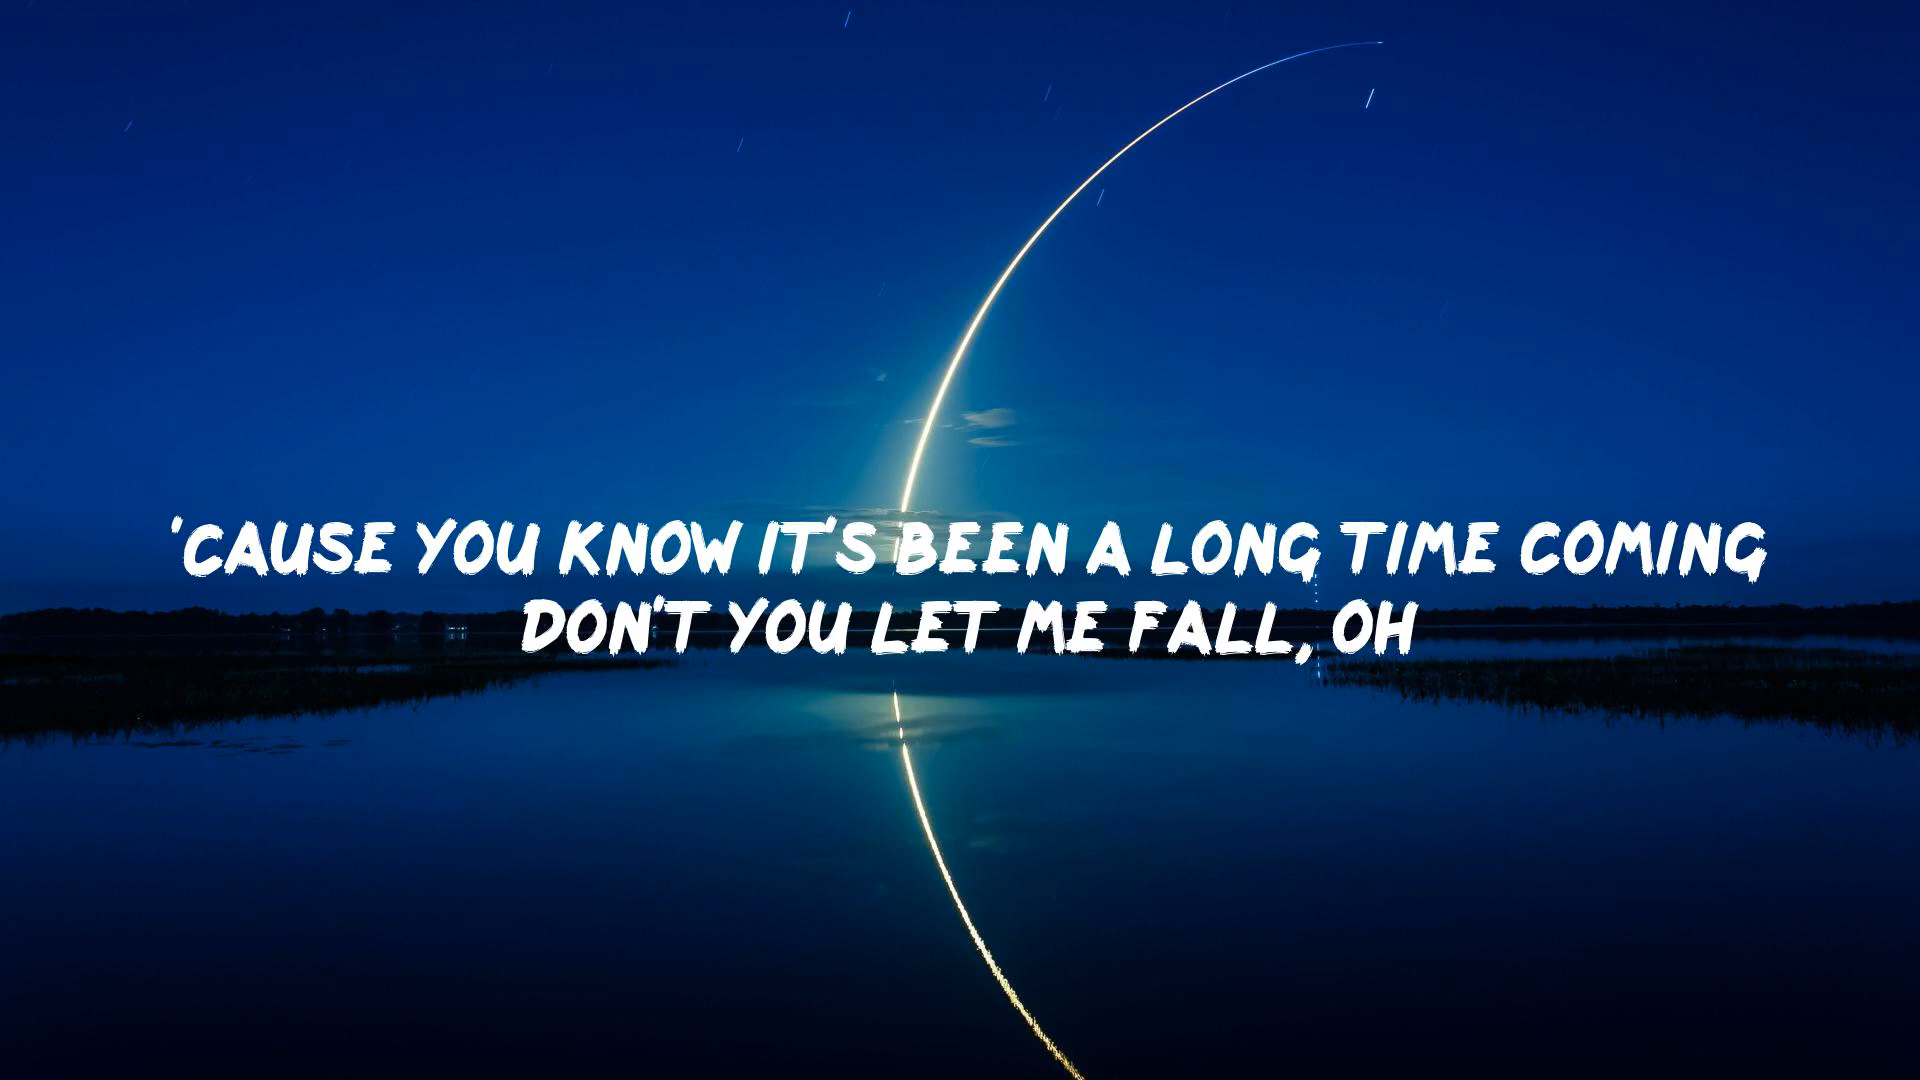 'CAUSE YOU KNOW IT'S BEEN A LONG TIME COMING
DON'T YOU LET ME FALL, OH